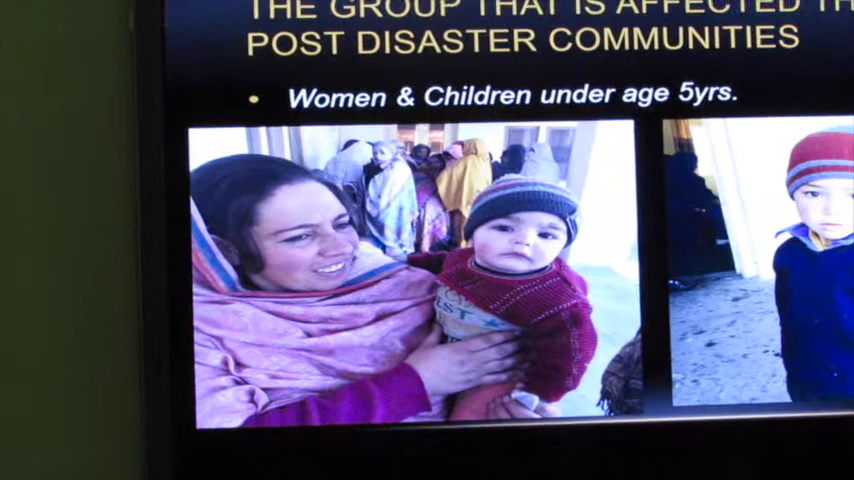 THE GROUP THAT IS AFFECTED
POST DISASTER COMMUNITIES
• Women & Children under age 5yrs.